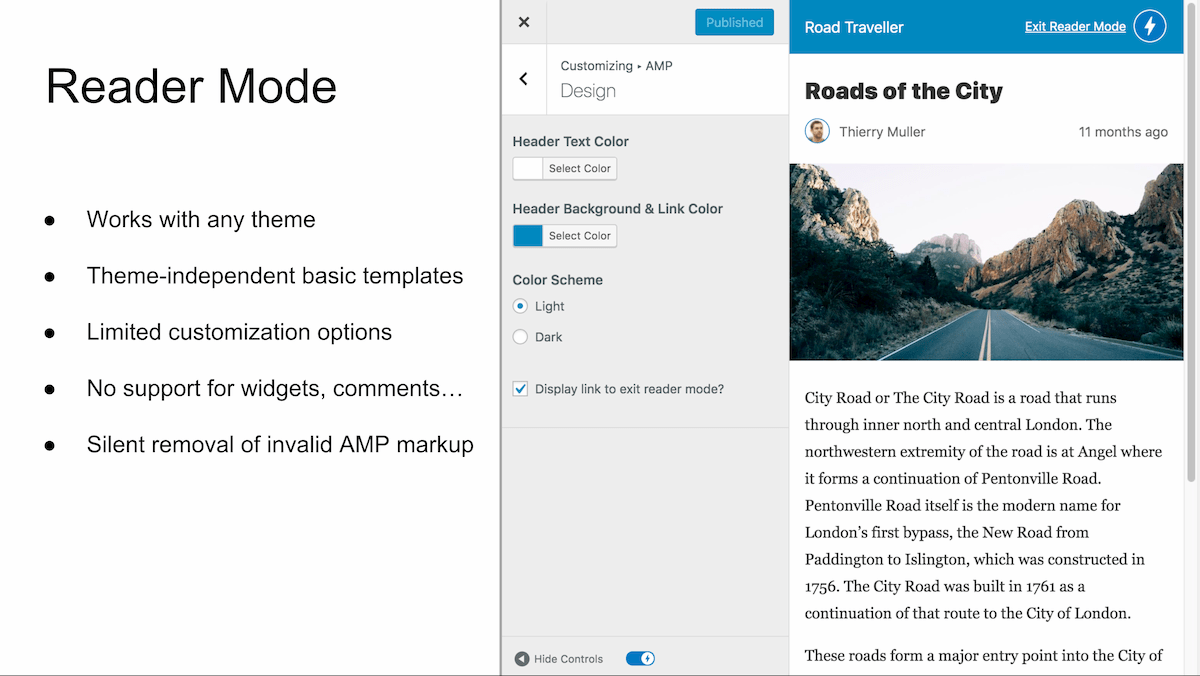 Reader Mode
● Works with any theme
● Theme-independent basic templates
● Limited customization options
● No support for widgets, comments…
● Silent removal of invalid AMP markup
Published
Customizing ▸ AMP
Design
Header Text Color
Select Color
Header Background & Link Color
Select Color
Color Scheme
Light
Dark
Display link to exit reader mode?
Hide Controls
Road Traveller
Exit Reader Mode
Roads of the City
Thierry Muller
11 months ago
City Road or The City Road is a road that runs
through inner north and central London. The
northwestern extremity of the road is at Angel where
it forms a continuation of Pentonville Road.
Pentonville Road itself is the modern name for
London’s first bypass, the New Road from
Paddington to Islington, which was constructed in
1756. The City Road was built in 1761 as a
continuation of that route to the City of London.
These roads form a major entry point into the City of